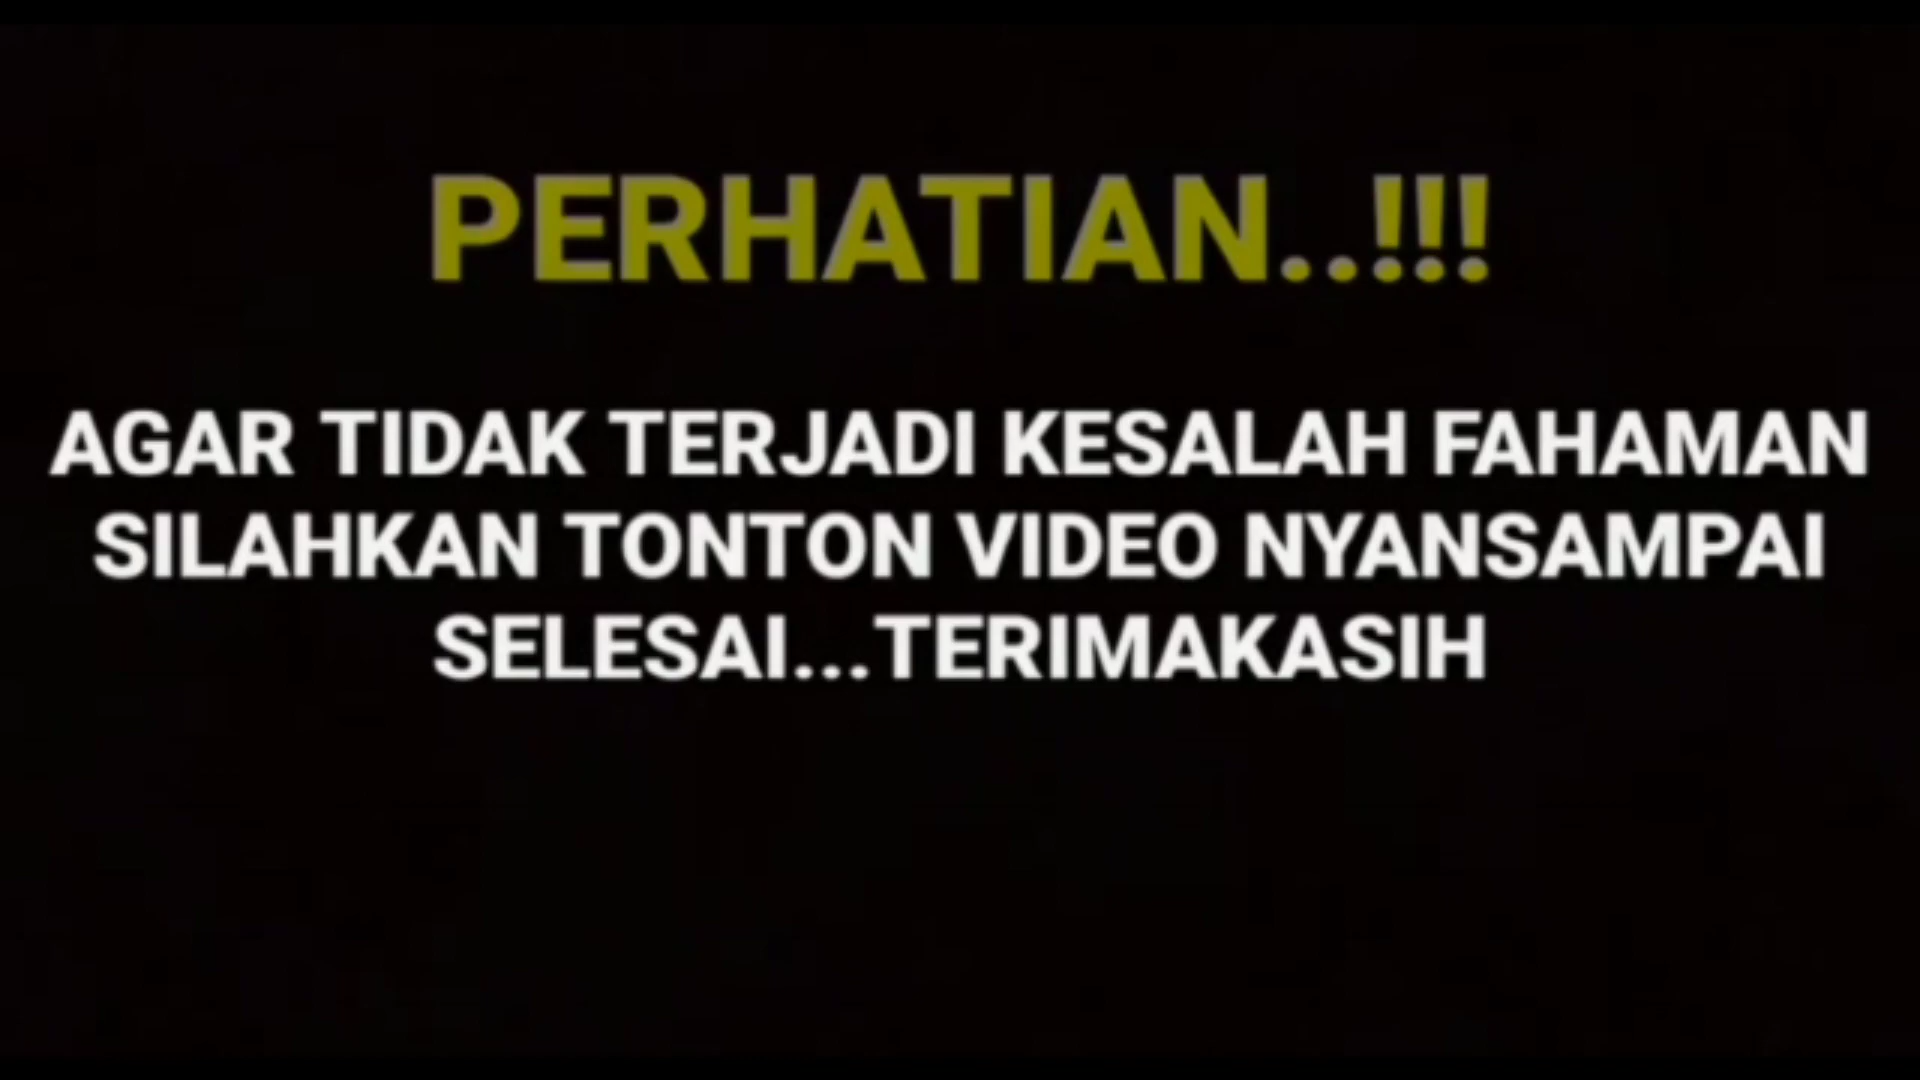 PERHATIAN..!!!
AGAR TIDAK TERJADI KESALAH FAHAMAN
SILAHKAN TONTON VIDEO NYANSAMPAI
SELESAI...TERIMAKASIH